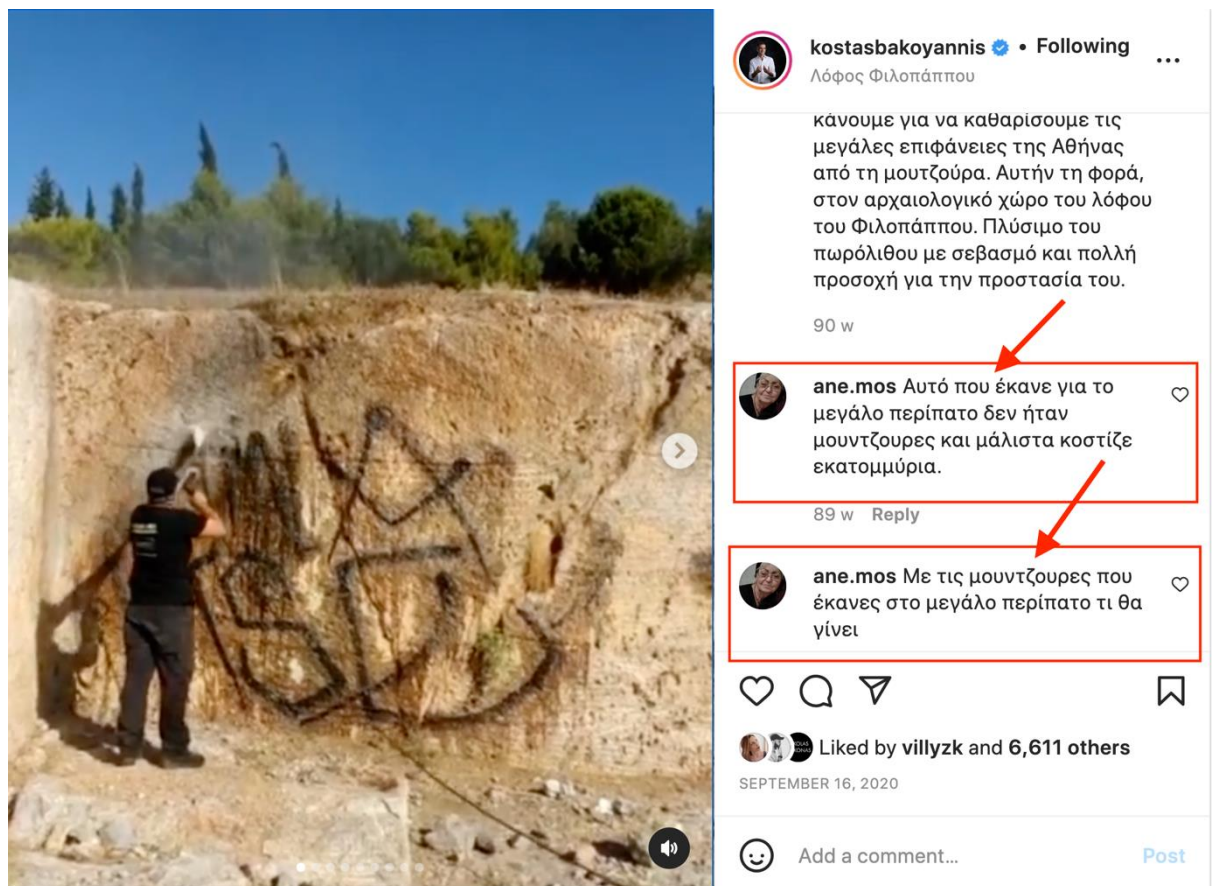 kostasbakoyannis • Following
Λόφος Φιλοπάππου
κάνουμε για να καθαρίσουμε τις
μεγάλες επιφάνειες της Αθήνας
από τη μουτζούρα. Αυτήν τη φορά,
στον αρχαιολογικό χώρο του λόφου
του Φιλοπάππου. Πλύσιμο του
πωρόλιθου με σεβασμό και πολλή
προσοχή για την προστασία του.
90 w
ane.mos Αυτό που έκανε για το
μεγάλο περίπατο δεν ήταν
μουντζουρες και μάλιστα κοστίζε
εκατομμύρια.
89 w Reply
ane.mos Με τις μουντζουρες που
έκανες στο μεγάλο περίπατο τι θα
γίνει
Liked by villyzk and 6,611 others
SEPTEMBER 16, 2020
Add a comment... Post